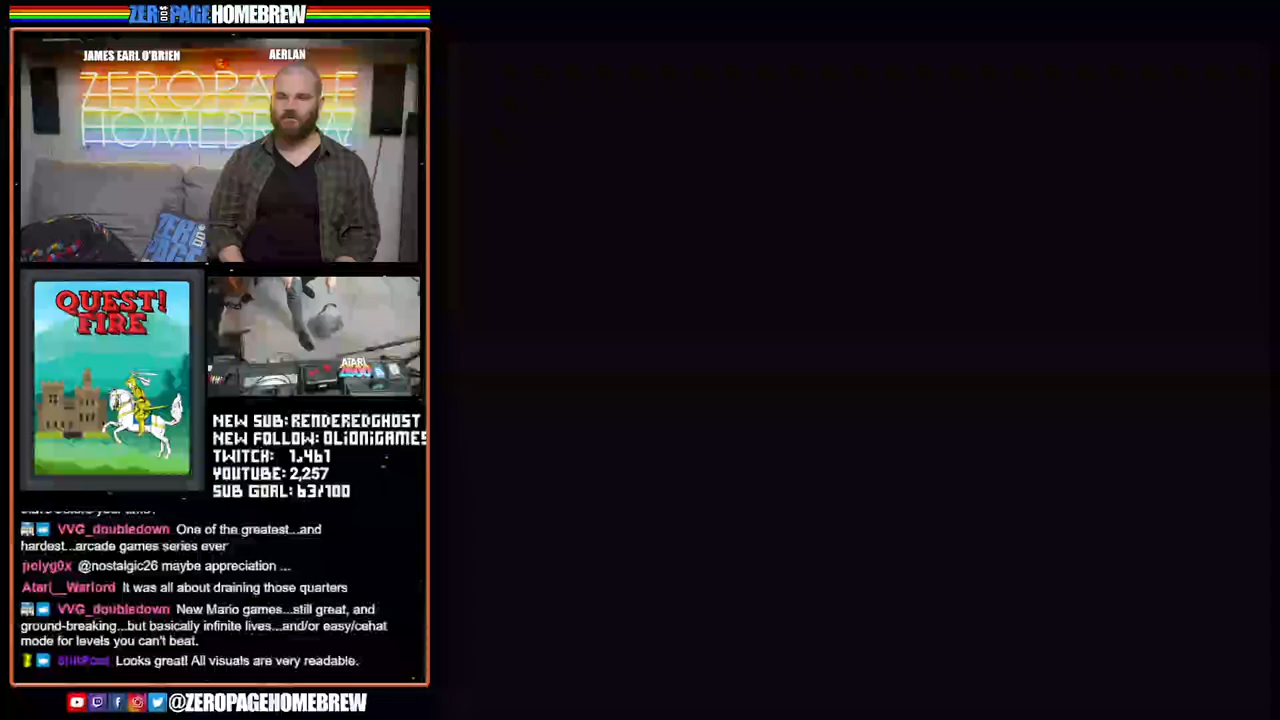 ZEROPAGEHOMEBREW
JAMES EARL O'BRIEN
AERLAN
ZEROPAGE
HOMEBREW
ZERO
PAGE
QUEST!
FIRE
ATARI
NEW SUB: RENDEREDGHOST
NEW FOLLOW: OLIONIGAMES
TWITCH: 1,461
YOUTUBE: 2,257
SUB GOAL: 63/100
VVG_doubledown One of the greatest...and
hardest...arcade games series ever
polyg0x @nostalgic26 maybe appreciation ...
Atari__Warlord It was all about draining those quarters
VVG_doubledown New Mario games...still great, and
ground-breaking...but basically infinite lives...and/or easy/cehat
mode for levels you can't beat.
Looks great! All visuals are very readable.
@ZEROPAGEHOMEBREW